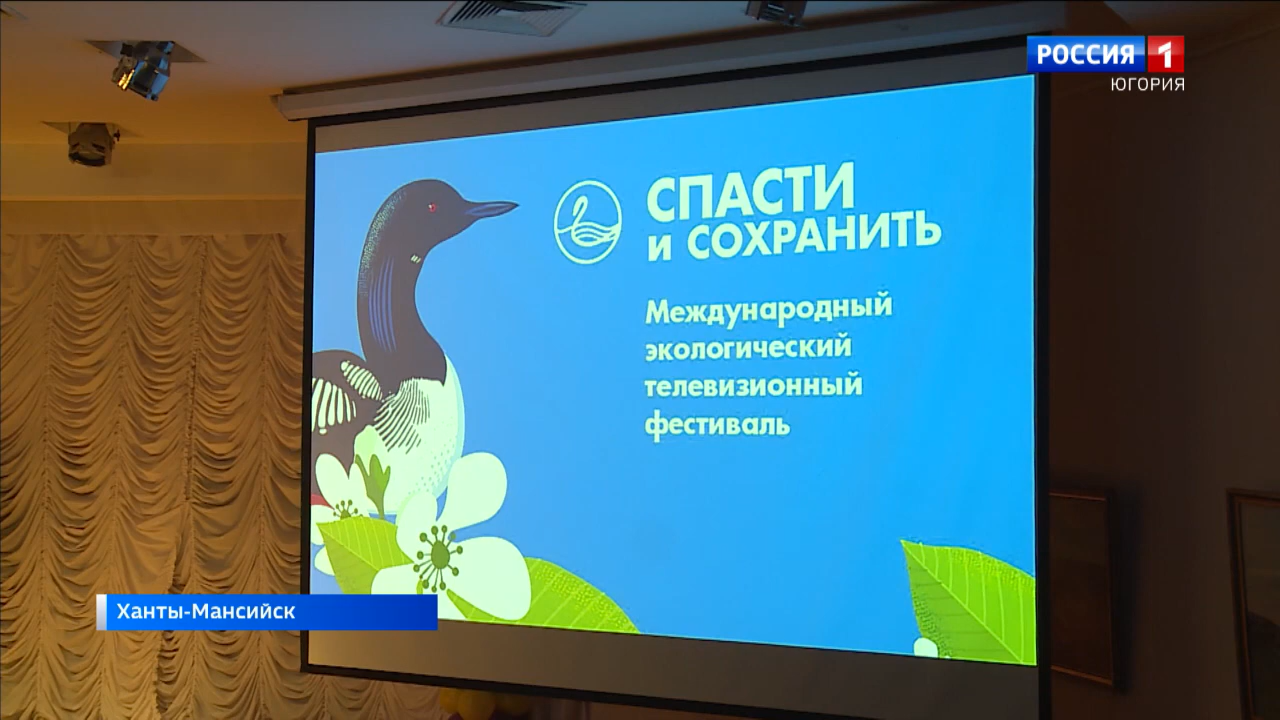 РОССИЯ 1
ЮГОРИЯ
СПАСТИ
и СОХРАНИТЬ
Международный
экологический
телевизионный
фестиваль
Ханты-Мансийск